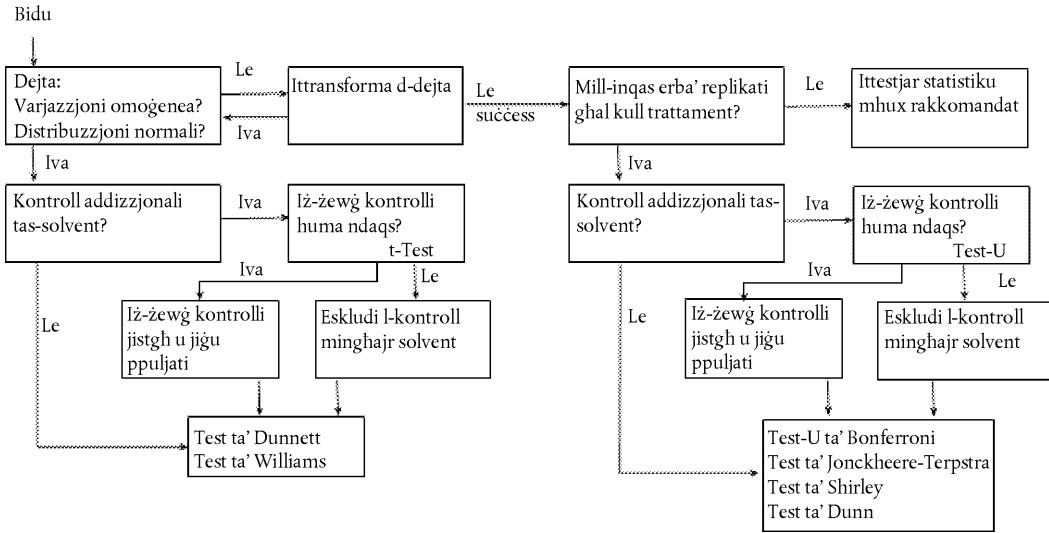 Bidu
Dejta:
Varjazzjoni omoġenea?
Distribuzzjoni normali?
Le
Iva
Ittransforma d-dejta
Le
suċċess
Mill-inqas erba' replikati
għal kull trattament?
Le
Ittestjar statistiku
mhux rakkomandat
Iva
Kontroll addizzjonali
tas-solvent?
Iva
Iż-żewġ kontrolli
huma ndaqs?
t-Test
Iva
Le
Le
Iż-żewġ kontrolli
jistgħ u jiġu
ppuljati
Eskludi l-kontroll
mingħajr solvent
Test ta' Dunnett
Test ta' Williams
Iva
Kontroll addizzjonali tas-
solvent?
Iva
Iż-żewġ kontrolli
huma ndaqs?
Test-U
Iva
Le
Le
Iż-żewġ kontrolli
jistgħ u jiġu
ppuljati
Eskludi l-kontroll
mingħajr solvent
Test-U ta' Bonferroni
Test ta' Jonckheere-Terpstra
Test ta' Shirley
Test ta' Dunn